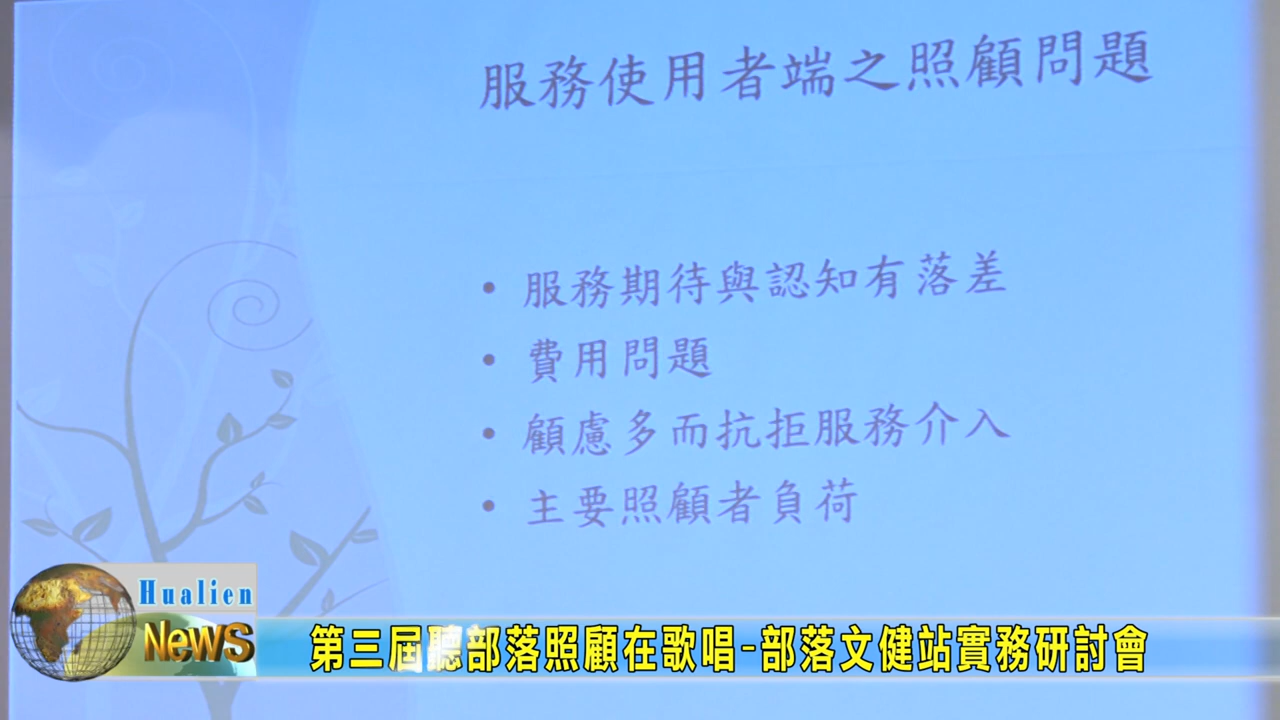 服務使用者端之照顧問題
• 服務期待與認知有落差
• 費用問題
• 顧慮多而抗拒服務介入
• 主要照顧者負荷
Hualien
News
第三屆聽部落照顧在歌唱-部落文健站實務研討會